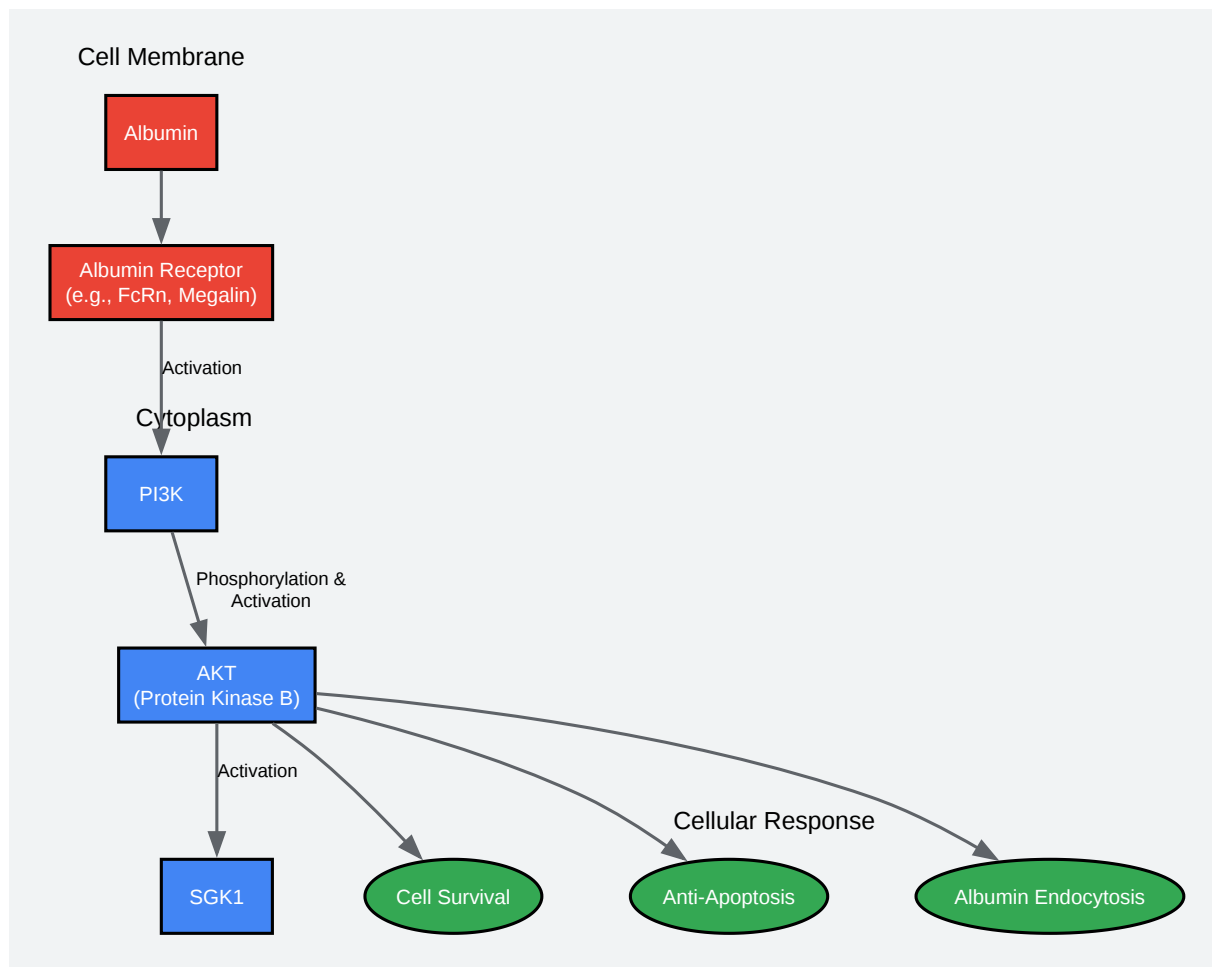 Cell Membrane
Albumin
Albumin Receptor
(e.g., FcRn, Megalin)
Activation
Cytoplasm
PI3K
Phosphorylation &
Activation
AKT
(Protein Kinase B)
Activation
Cellular Response
SGK1
Cell Survival
Anti-Apoptosis
Albumin Endocytosis